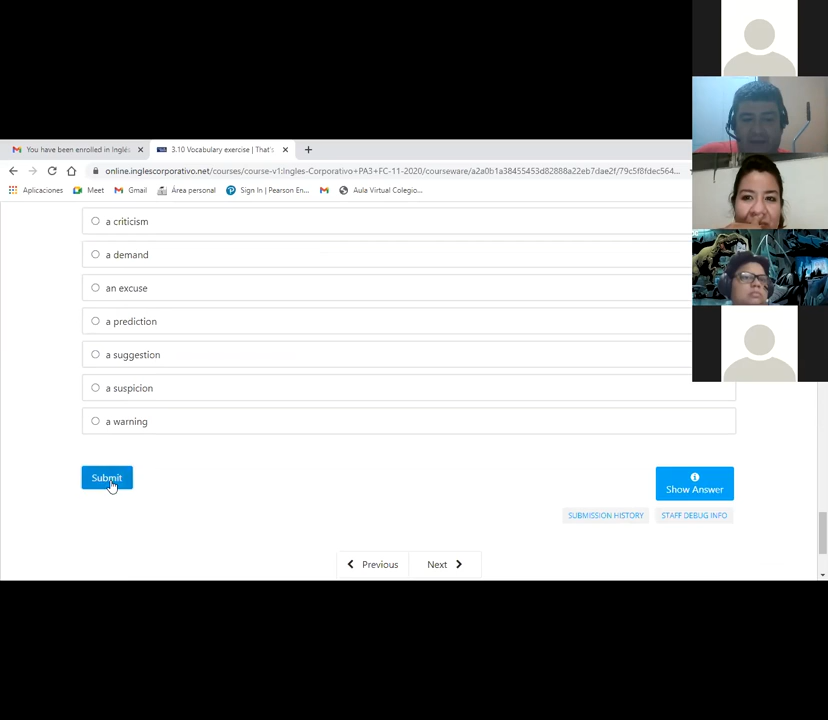 You have been enrolled in Inglés
3.10 Vocabulary exercise | That's
online.inglescorporativo.net/courses/course-v1:Ingles-Corporativo+PA3+FC-11-2020/courseware/a2a0b1a38455453d82888a22eb7dae2f/79c5f8fdec564...
Aplicaciones Meet Gmail Área personal Sign In | Pearson En... Aula Virtual Colegio...
a criticism
a demand
an excuse
a prediction
a suggestion
a suspicion
a warning
Submit
Show Answer
SUBMISSION HISTORY STAFF DEBUG INFO
Previous Next